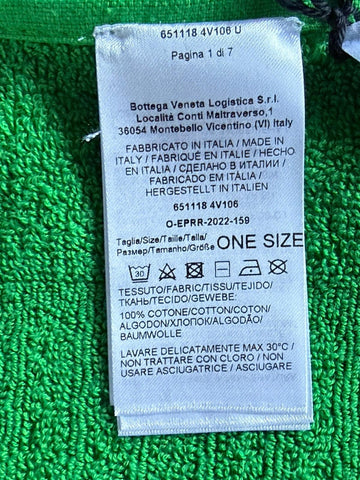 651118 4V106 U
Pagina 1 di 7
Bottega Veneta Logistica S.r.l.
Località Conti Maltraverso,1
36054 Montebello Vicentino (VI) Italy
FABBRICATO IN ITALIA / MADE IN
ITALY / FABRIQUÉ EN ITALIE / HECHO
EN ITALIA / СДЕЛАНО В ИТАЛИИ /
FABRICADO EM ITÁLIA /
HERGESTELLT IN ITALIEN
651118 4V106
O-EPRR-2022-159
Taglia/Size/Taille/Talla/
Размер/Tamanho/Größe ONE SIZE
30
TESSUTO/FABRIC/TISSU/TEJIDO/
ТКАНЬ/TECIDO/GEWEBE:
100% COTONE/COTTON/COTON/
ALGODON/ХЛОПОК/ALGODÃO/
BAUMWOLLE
LAVARE DELICATAMENTE MAX 30°C /
NON TRATTARE CON CLORO / NON
USARE ASCIUGATRICE / ASCIUGARE